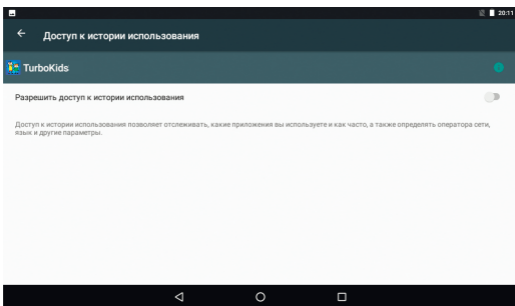 20:11
Доступ к истории использования
TurboKids
Разрешить доступ к истории использования
Доступ к истории использования позволяет отслеживать, какие приложения вы используете и как часто, а также определять оператора сети,
язык и другие параметры.